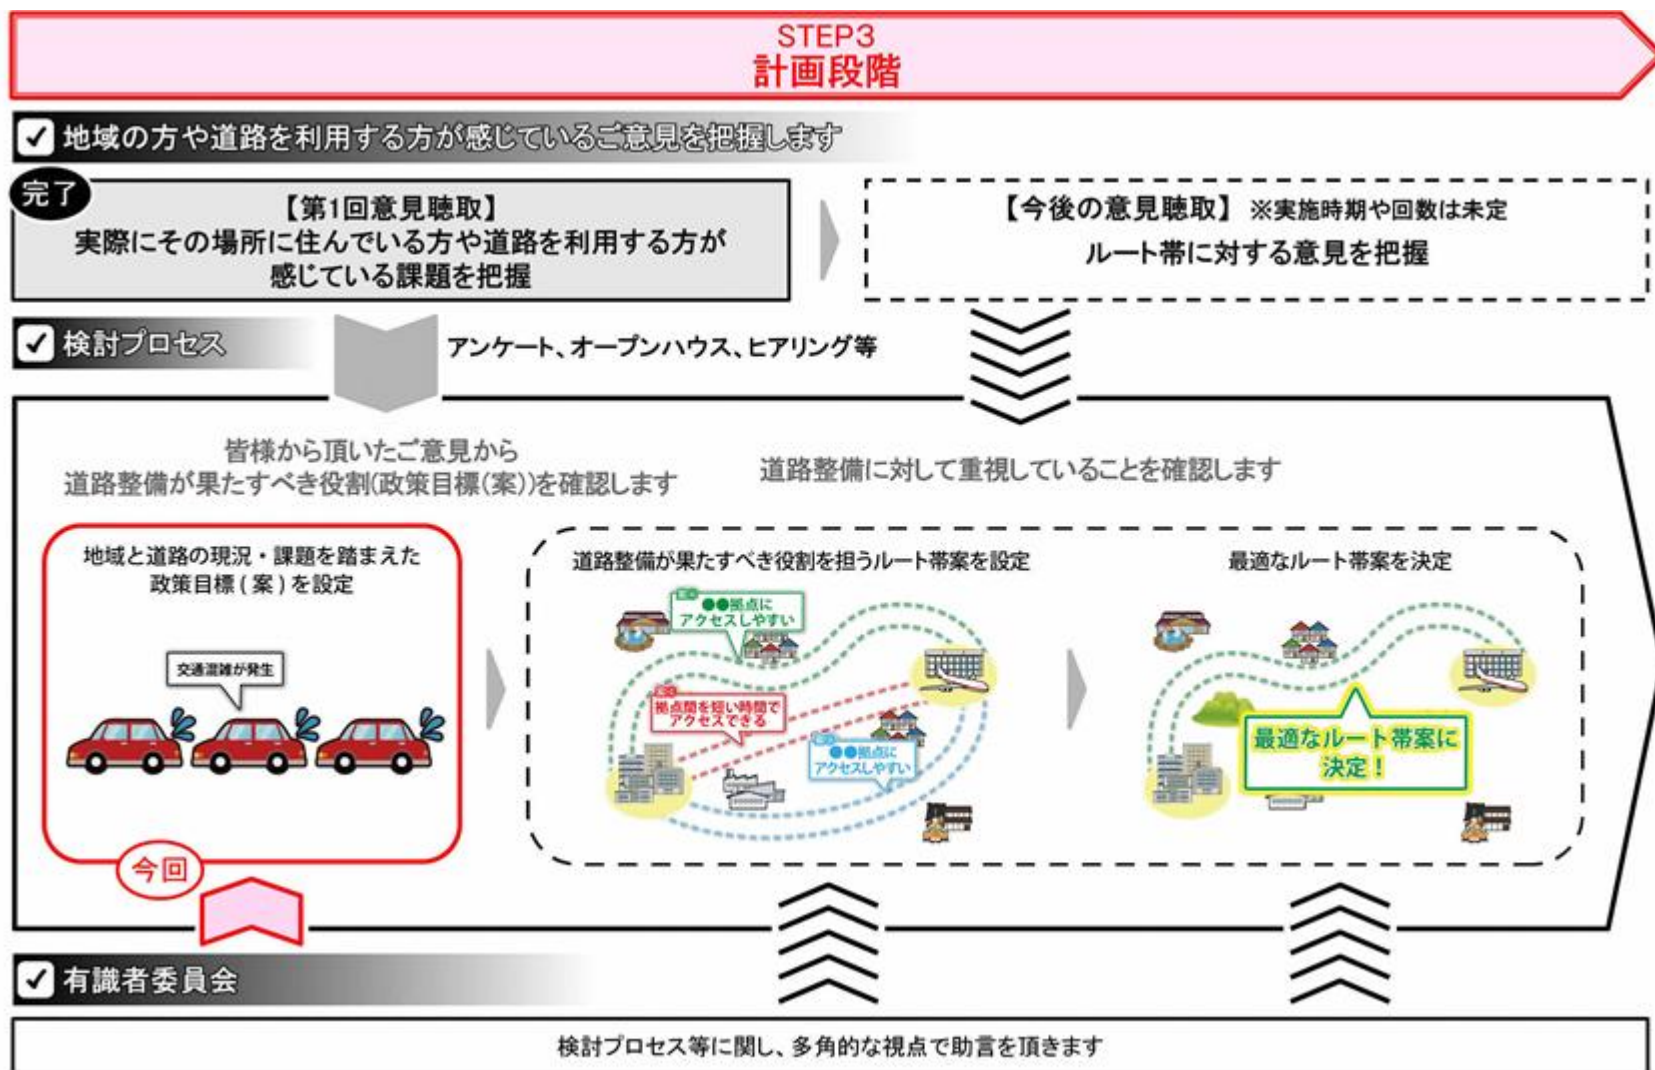 STEP3
計画段階
地域の方や道路を利用する方が感じているご意見を把握します
完了
【第1回意見聴取】
実際にその場所に住んでいる方や道路を利用する方が
感じている課題を把握
【今後の意見聴取】 ※実施時期や回数は未定
ルート帯に対する意見を把握
検討プロセス
アンケート、オープンハウス、ヒアリング等
皆様から頂いたご意見から
道路整備が果たすべき役割(政策目標(案))を確認します
道路整備に対して重視していることを確認します
地域と道路の現況・課題を踏まえた
政策目標(案)を設定
交通混雑が発生
今回
道路整備が果たすべき役割を担うルート帯案を設定
●●拠点に
アクセスしやすい
拠点間を短い時間で
アクセスできる
●●拠点に
アクセスしやすい
最適なルート帯案を決定
最適なルート帯案に
決定！
有識者委員会
検討プロセス等に関し、多角的な視点で助言を頂きます